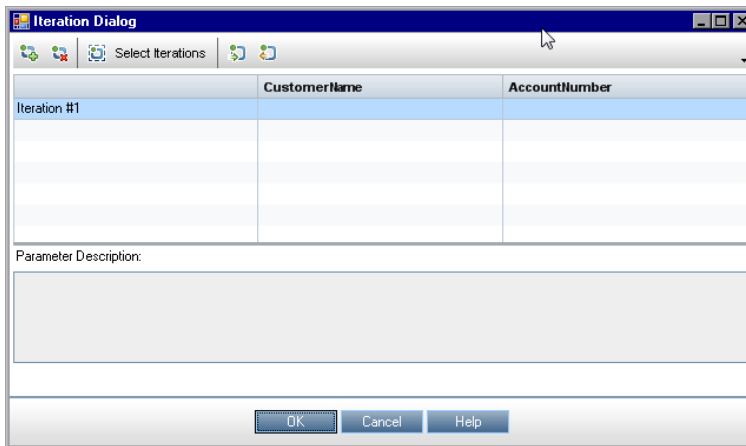 Iteration Dialog
Select Iterations
CustomerName AccountNumber
Iteration #1
Parameter Description:
OK Cancel Help